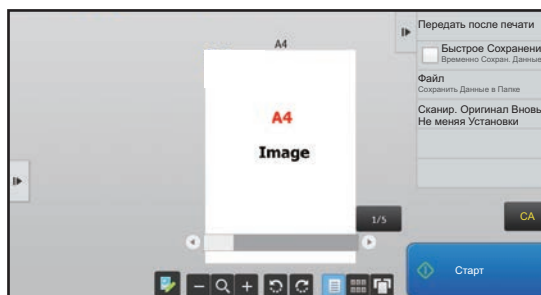 A4
A4
Image
1/5
Передать после печати
Быстрое Сохранени
Временно Сохран. Данные
Файл
Сохранить Данные в Папке
Сканир. Оригинал Вновь
Не меняя Установки
CA
Старт